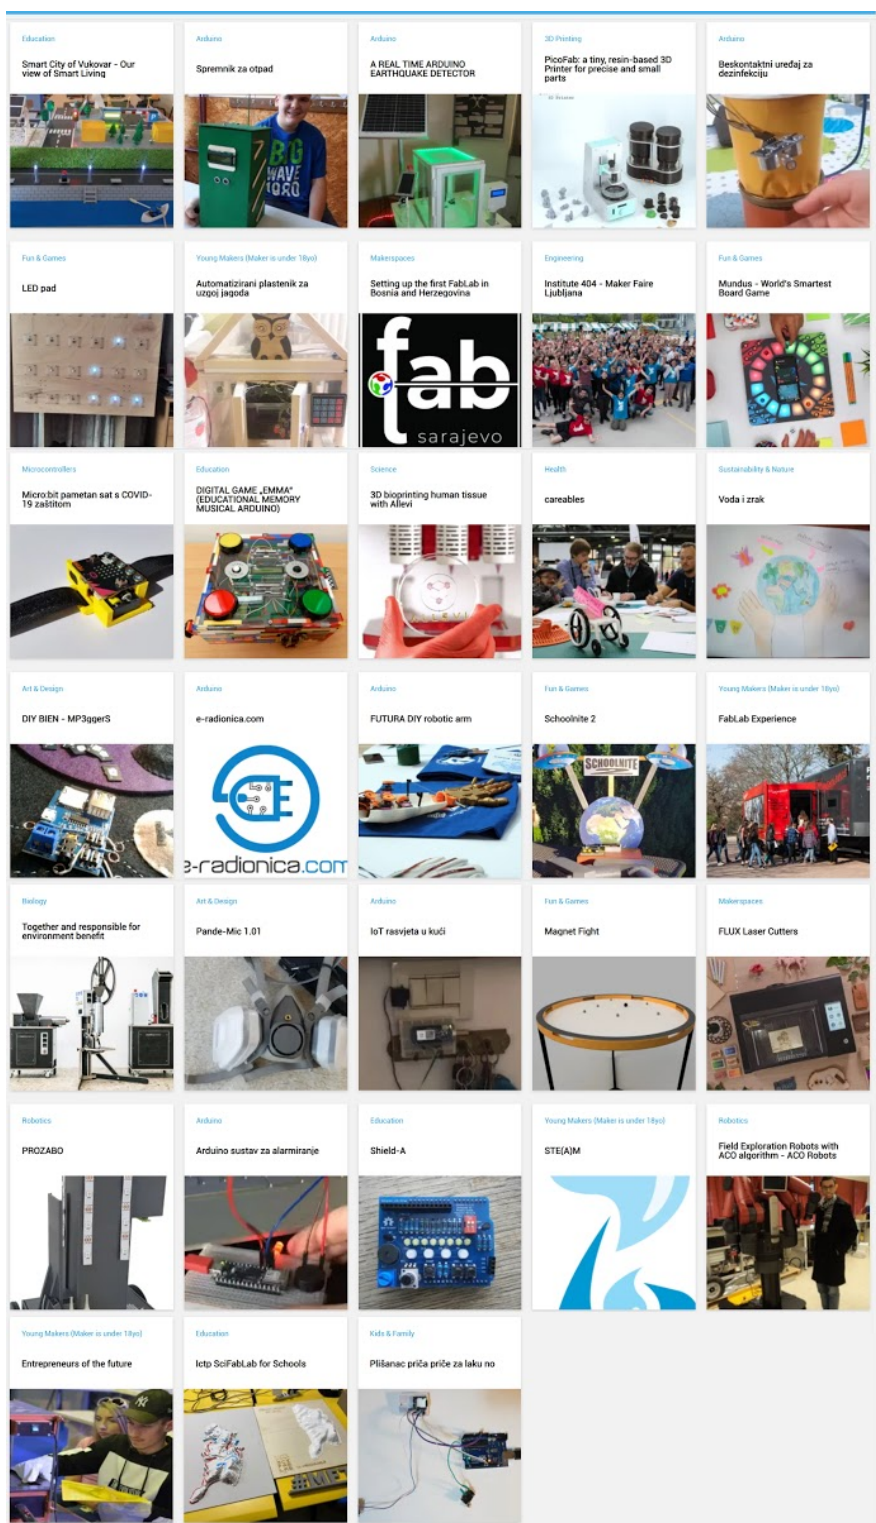 Education
Smart City of Vukovar - Our
view of Smart Living
Arduino
Spremnik za otpad
BIG
WAVE
1980
Arduino
A REAL TIME ARDUINO
EARTHQUAKE DETECTOR
3D Printing
PicoFab: a tiny, resin-based 3D
Printer for precise and small
parts
Arduino
Beskontaktni uređaj za
dezinfekciju
Fun & Games
LED pad
Young Makers (Maker is under 18yo)
Automatizirani plastenik za
uzgoj jagoda
Makerspaces
Setting up the first FabLab in
Bosnia and Herzegovina
fab
sarajevo
Engineering
Institute 404 - Maker Faire
Ljubljana
Fun & Games
Mundus - World's Smartest
Board Game
Microcontrollers
Micro:bit pametan sat s COVID-
19 zaštitom
Education
DIGITAL GAME „EMMA“
(EDUCATIONAL MEMORY
MUSICAL ARDUINO)
Science
3D bioprinting human tissue
with Allevi
ALLEVI
Health
careables
Sustainability & Nature
Voda i zrak
Art & Design
DIY BIEN - MP3ggerS
Arduino
e-radionica.com
e-radionica.com
Arduino
FUTURA DIY robotic arm
Fun & Games
Schoolnite 2
SCHOOLNITE
Young Makers (Maker is under 18yo)
FabLab Experience
Biology
Together and responsible for
environment benefit
Art & Design
Pande-Mic 1.01
Arduino
IoT rasvjeta u kući
Fun & Games
Magnet Fight
Makerspaces
FLUX Laser Cutters
Robotics
PROZABO
Arduino
Arduino sustav za alarmiranje
Education
Shield-A
Young Makers (Maker is under 18yo)
STE(A)M
Robotics
Field Exploration Robots with
ACO algorithm - ACO Robots
Young Makers (Maker is under 18yo)
Entrepreneurs of the future
Education
Ictp SciFabLab for Schools
Kids & Family
Plišanac priča priče za laku no